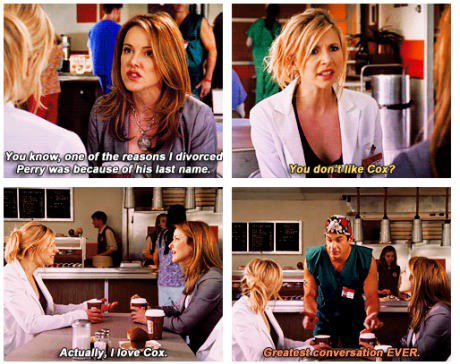 You know, one of the reasons I divorced
Perry was because of his last name.
You don't like Cox?
Actually, I love Cox.
Greatest conversation EVER.